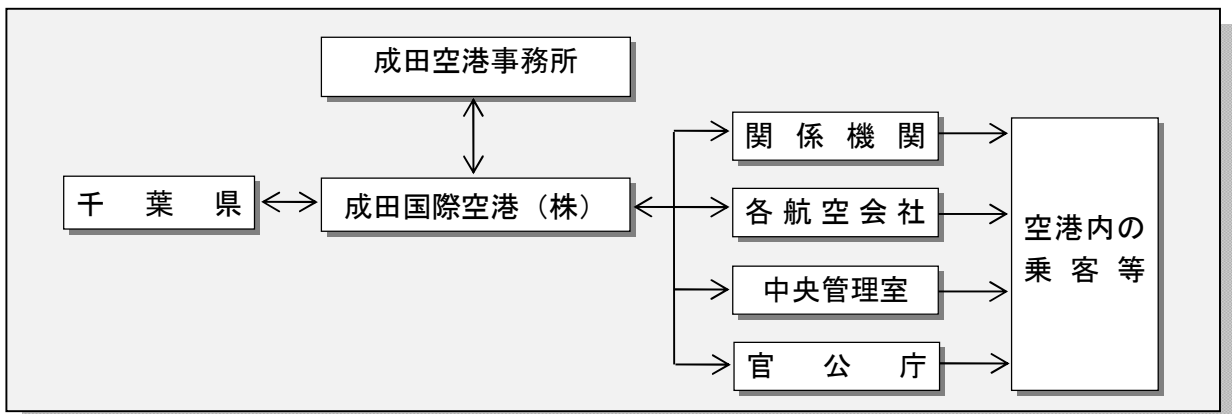 成田空港事務所
千葉県
成田国際空港（株）
関係機関
各航空会社
中央管理室
官公庁
空港内の
乗客等